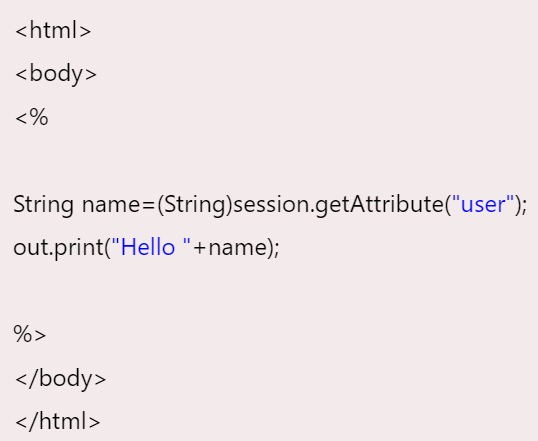 <html>
<body>
<%
String name=(String)session.getAttribute("user");
out.print("Hello "+name);
%>
</body>
</html>